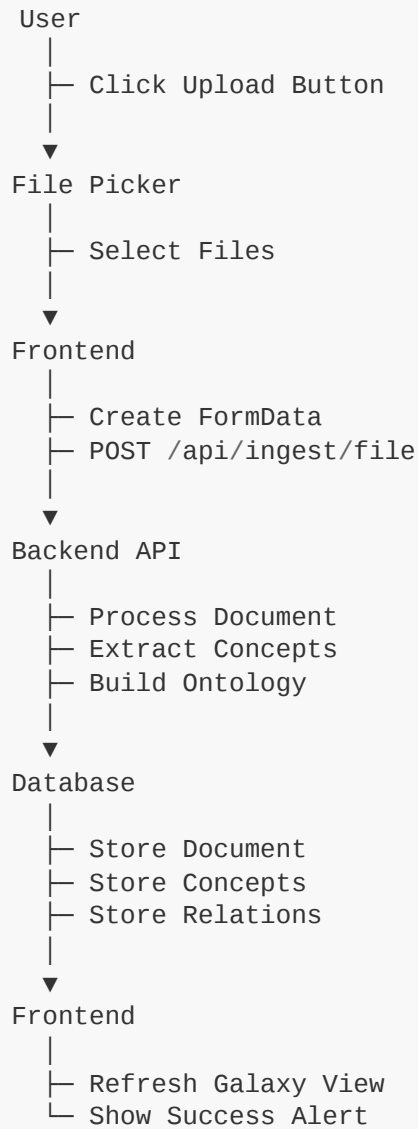 User
│
├─ Click Upload Button
│
▼
File Picker
│
├─ Select Files
│
▼
Frontend
│
├─ Create FormData
├─ POST /api/ingest/file
│
▼
Backend API
│
├─ Process Document
├─ Extract Concepts
├─ Build Ontology
│
▼
Database
│
├─ Store Document
├─ Store Concepts
├─ Store Relations
│
▼
Frontend
│
├─ Refresh Galaxy View
└─ Show Success Alert